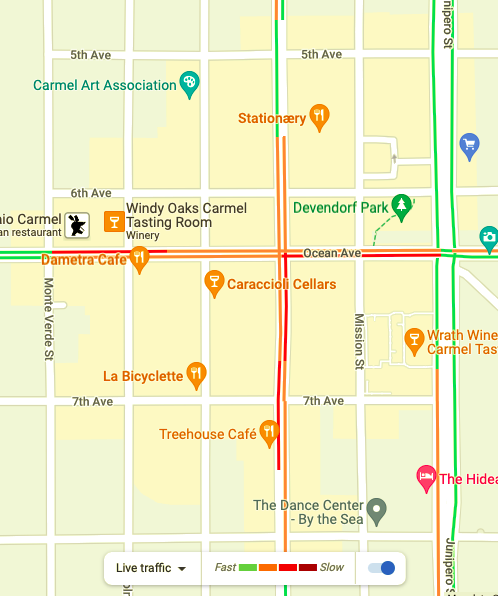 Junipero St
5th Ave
5th Ave
Carmel Art Association
Stationæry
6th Ave
io Carmel
an restaurant
Windy Oaks Carmel
Tasting Room
Winery
Devendorf Park
Dametra Cafe
Ocean Ave
Caraccioli Cellars
Monte Verde St
Mission St
Wrath Wine
Carmel Tas
La Bicyclette
7th Ave
7th Ave
Treehouse Café
The Hidea
The Dance Center
- By the Sea
Junipero St
Live traffic
Fast
Slow